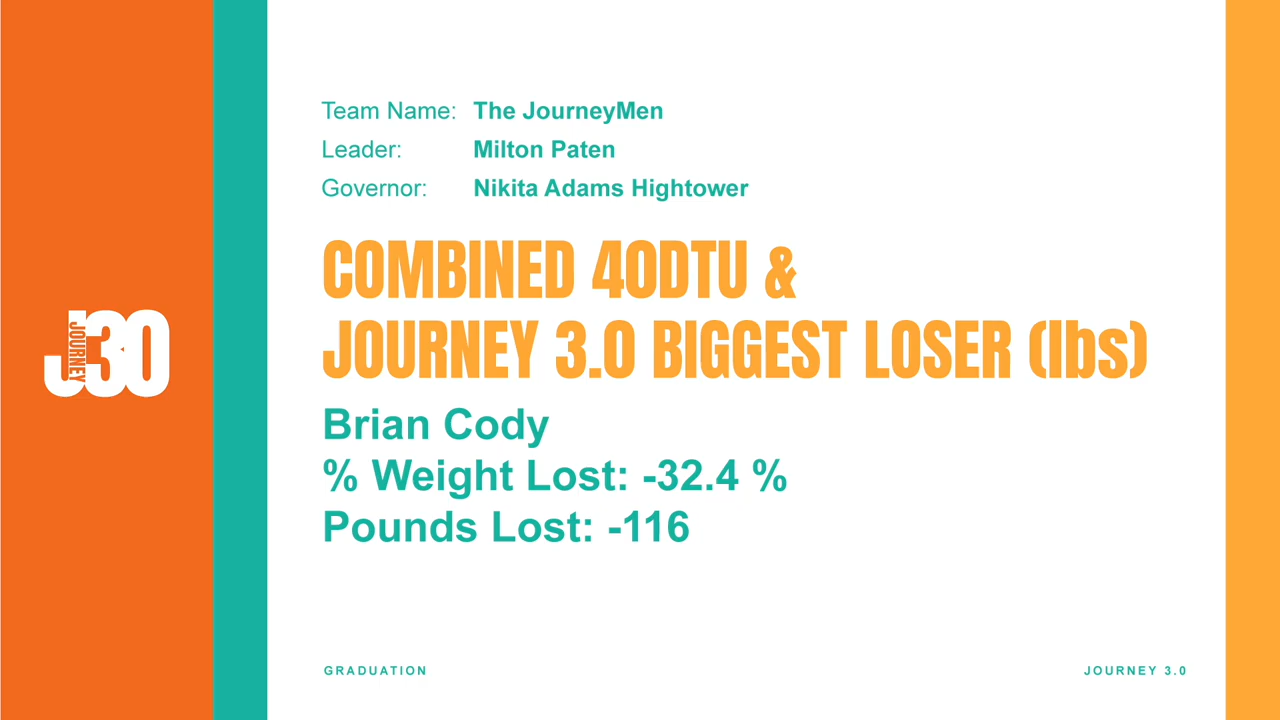 Team Name: The JourneyMen
Leader: Milton Paten
Governor: Nikita Adams Hightower
COMBINED 40DTU &
JOURNEY 3.0 BIGGEST LOSER (lbs)
J30
JOURNEY
Brian Cody
% Weight Lost: -32.4 %
Pounds Lost: -116
GRADUATION
JOURNEY 3.0